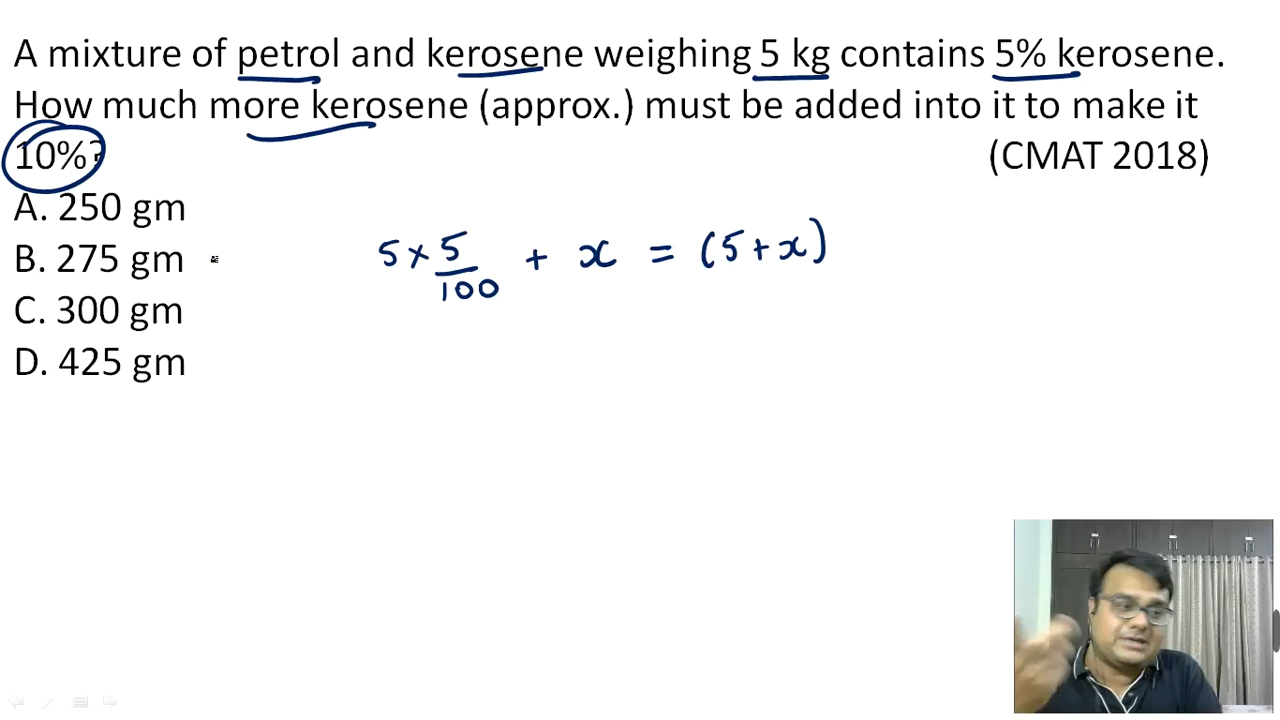 A mixture of petrol and kerosene weighing 5 kg contains 5% kerosene.
How much more kerosene (approx.) must be added into it to make it
10%? (CMAT 2018)
A. 250 gm
B. 275 gm
C. 300 gm
D. 425 gm
5 × 5/100 + x = (5+x)